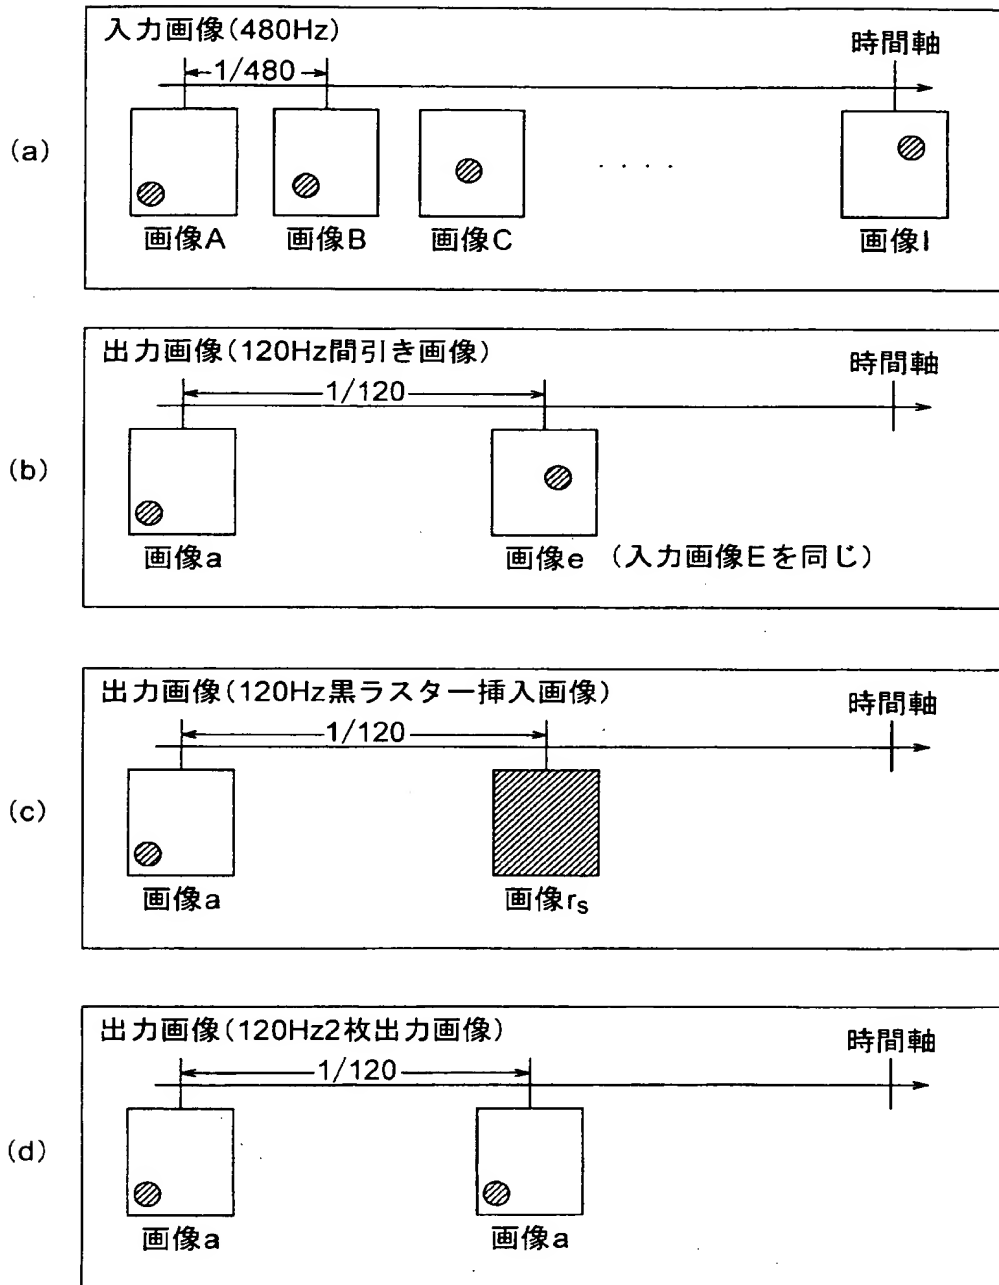 (a)
入力画像(480Hz)
時間軸
1/480
画像A 画像B 画像C ・・・・ 画像I
(b)
出力画像(120Hz間引き画像)
時間軸
1/120
画像a 画像e (入力画像Eを同じ)
(c)
出力画像(120Hz黒ラスター挿入画像)
時間軸
1/120
画像a 画像rs
(d)
出力画像(120Hz2枚出力画像)
時間軸
1/120
画像a 画像a